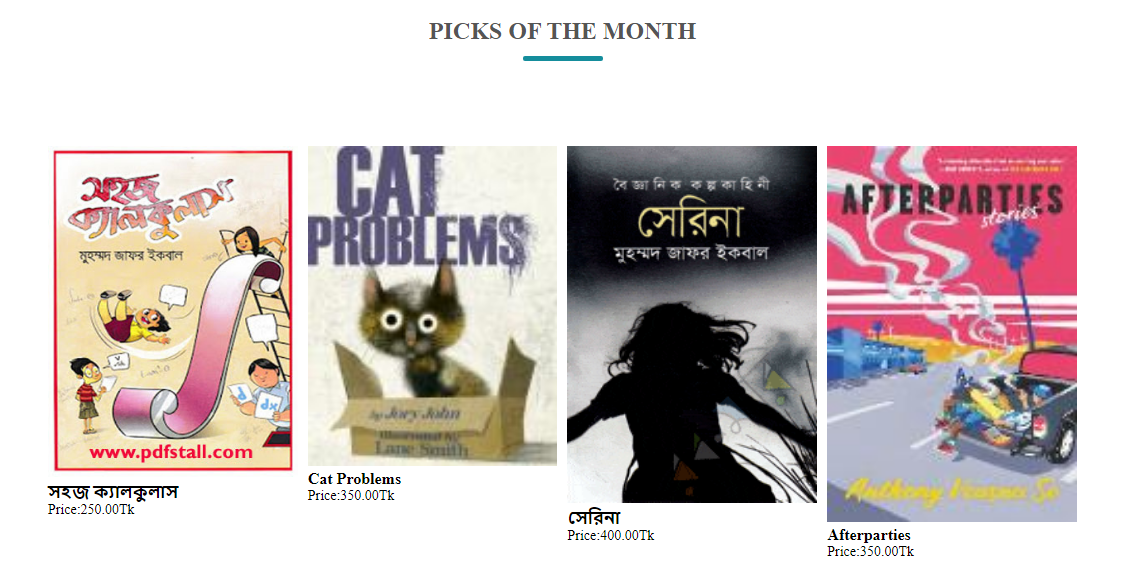 PICKS OF THE MONTH
সহজ
ক্যালকুলাস
মুহম্মদ জাফর ইকবাল
www.pdfstall.com
সহজ ক্যালকুলাস
Price:250.00Tk
CAT
PROBLEMS
by Jory John
Illustrated by
Lane Smith
Cat Problems
Price:350.00Tk
বৈজ্ঞানিক কল্পকাহিনী
সেরিনা
মুহম্মদ জাফর ইকবাল
সেরিনা
Price:400.00Tk
AFTERPARTIES
stories
Anthony Veasna So
Afterparties
Price:350.00Tk